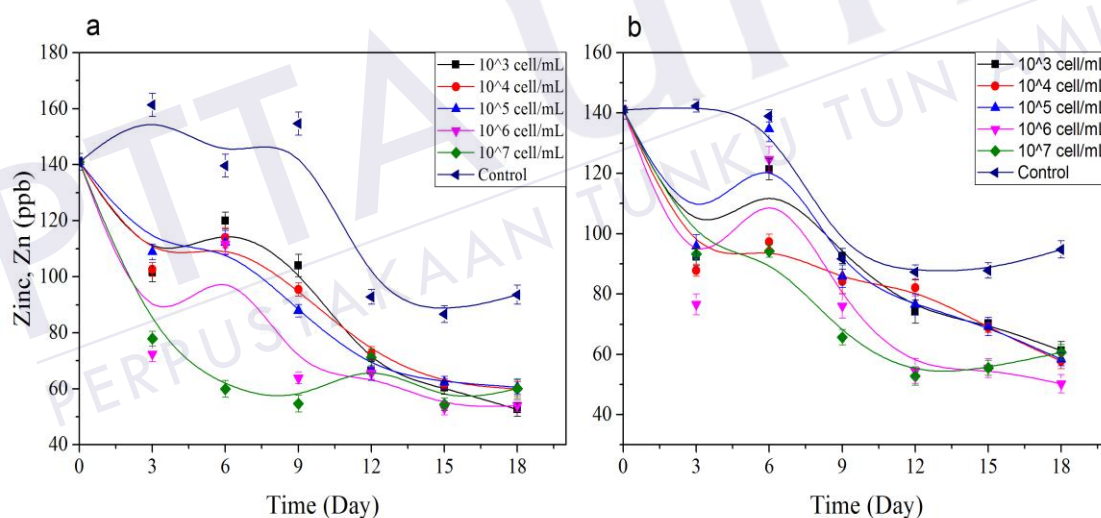 a
Zinc, Zn (ppb)
180
160
140
120
100
80
60
40
0
3
6
9
12
15
18
Time (Day)
10^3 cell/mL
10^4 cell/mL
10^5 cell/mL
10^6 cell/mL
10^7 cell/mL
Control
b
160
140
120
100
80
60
40
0
3
6
9
12
15
18
Time (Day)
10^3 cell/mL
10^4 cell/mL
10^5 cell/mL
10^6 cell/mL
10^7 cell/mL
Control
PTTA
PERPUSTAKAAN TUNKU TUN AMI